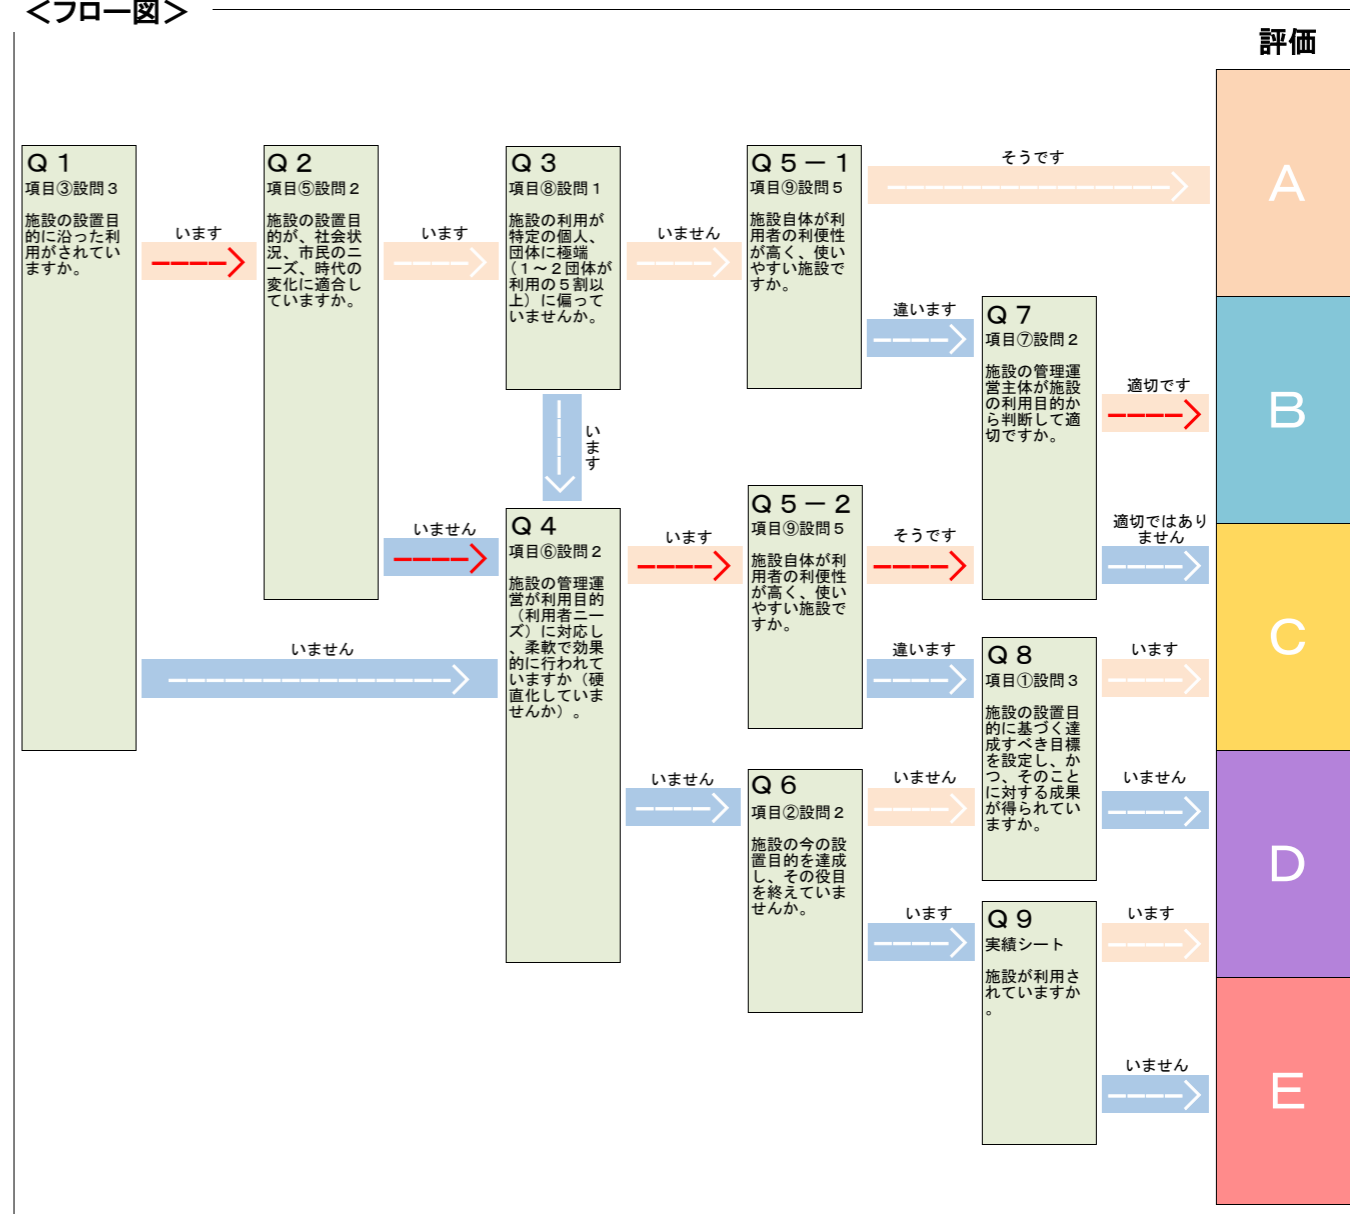 ＜フロー図＞
評価
Ｑ１
項目③設問３
施設の設置目
的に沿った利
用がされてい
ますか。
います
いません
Ｑ２
項目⑤設問２
施設の設置目
的が、社会状
況、市民のニ
ーズ、時代の
変化に適合し
ていますか。
います
いません
Ｑ３
項目⑧設問１
施設の利用が
特定の個人、
団体に極端
（１～２団体が
利用の５割以
上）に偏って
いませんか。
いません
います
Ｑ４
項目⑥設問２
施設の管理運
営が利用目的
（利用者ニー
ズ）に対応し
、柔軟で効果
的に行われて
いますか（硬
直化していま
せんか）。
います
いません
Ｑ５－１
項目⑨設問５
施設自体が利
用者の利便性
が高く、使い
やすい施設で
すか。
そうです
違います
Ｑ５－２
項目⑨設問５
施設自体が利
用者の利便性
が高く、使い
やすい施設で
すか。
そうです
違います
Ｑ６
項目②設問２
施設の今の設
置目的を達成
し、その役目
を終えていま
せんか。
いません
います
Ｑ７
項目⑦設問２
施設の管理運
営主体が施設
の利用目的か
ら判断して適
切ですか。
適切です
適切ではあり
ません
Ｑ８
項目①設問３
施設の設置目
的に基づく達
成すべき目標
を設定し、か
つ、そのこと
に対する成果
が得られてい
ますか。
います
いません
Ｑ９
実績シート
施設が利用さ
れていますか
。
います
いません
Ａ
Ｂ
Ｃ
Ｄ
Ｅ